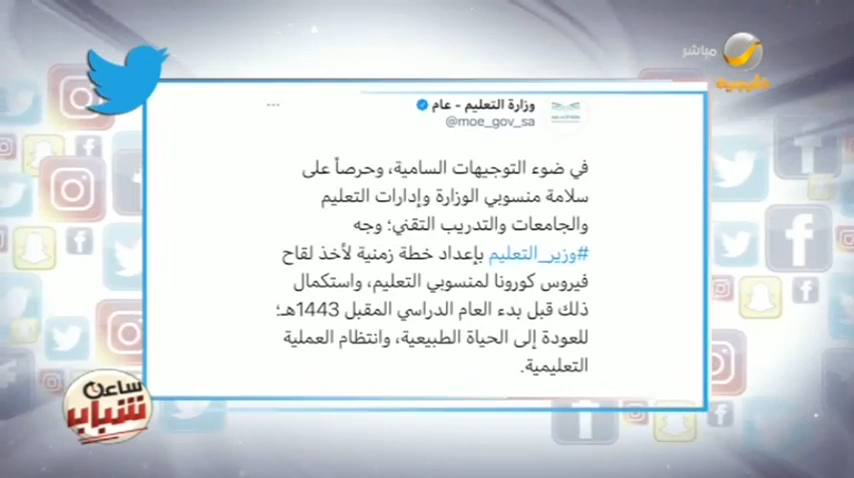 مباشر
وزارة التعليم - عام
@moe_gov_sa
في ضوء التوجيهات السامية، وحرصاً على
سلامة منسوبي الوزارة وإدارات التعليم
والجامعات والتدريب التقني؛ وجه
#وزير_التعليم بإعداد خطة زمنية لأخذ لقاح
فيروس كورونا لمنسوبي التعليم، واستكمال
ذلك قبل بدء العام الدراسي المقبل 1443هـ؛
للعودة إلى الحياة الطبيعية، وانتظام العملية
التعليمية.
ساعة
شباب